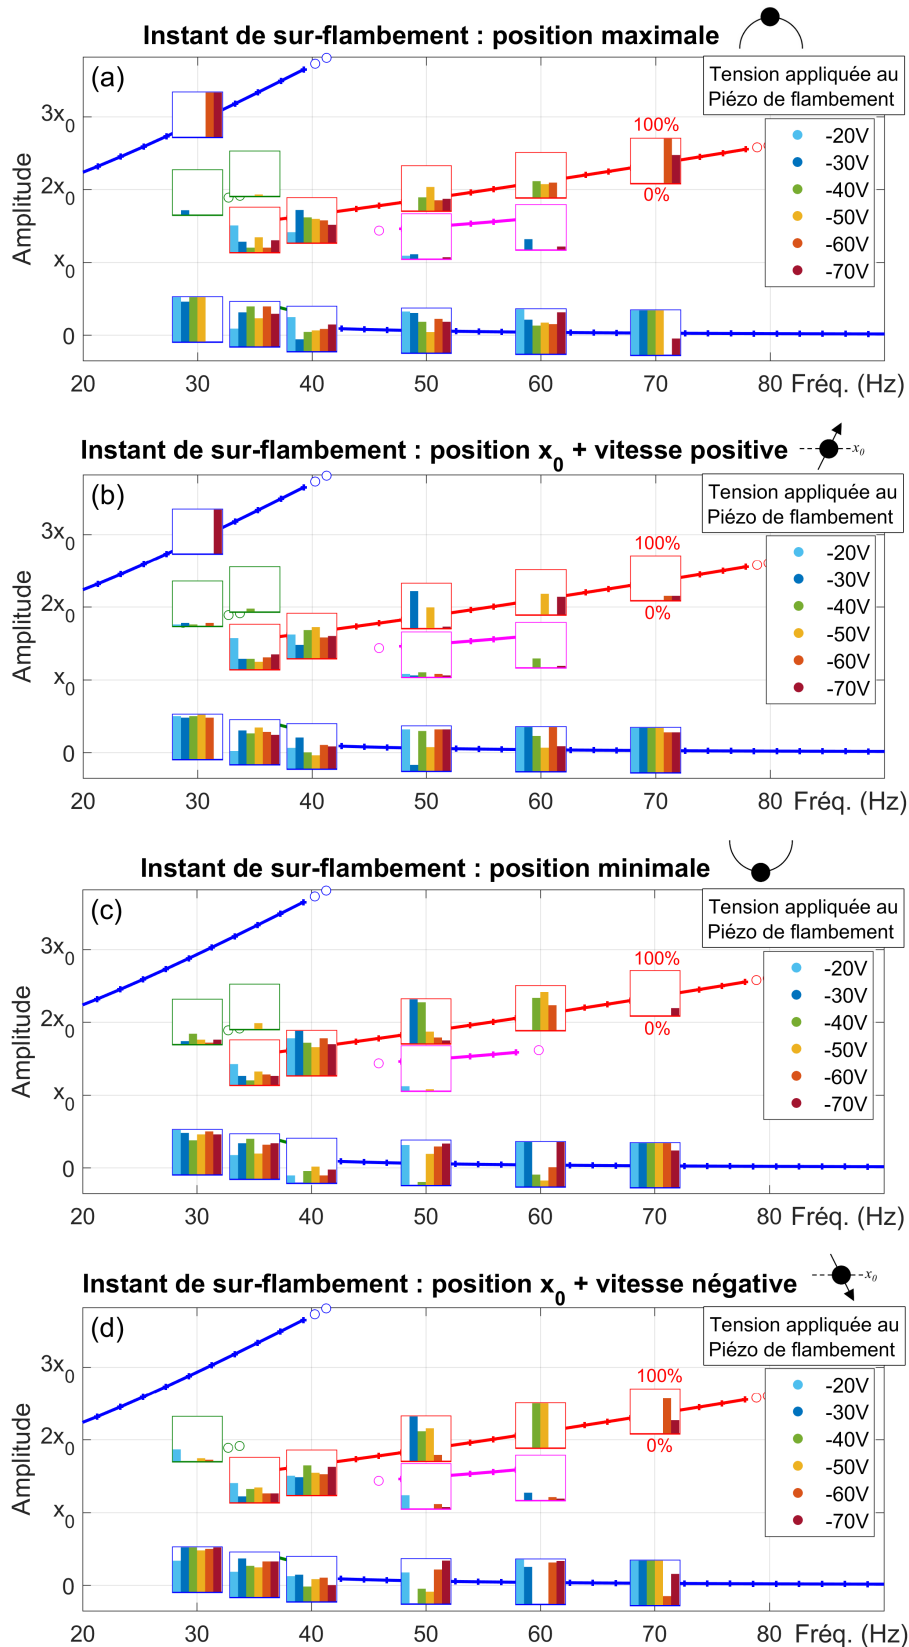 Instant de sur-flambement : position maximale
(a)
Tension appliquée au
Piézo de flambement
-20V
-30V
-40V
-50V
-60V
-70V
100%
0%
Amplitude
3x0
2x0
x0
0
20 30 40 50 60 70 80 Fréq. (Hz)
Instant de sur-flambement : position x0 + vitesse positive
x0
(b)
Tension appliquée au
Piézo de flambement
-20V
-30V
-40V
-50V
-60V
-70V
100%
0%
Amplitude
3x0
2x0
x0
0
20 30 40 50 60 70 80 Fréq. (Hz)
Instant de sur-flambement : position minimale
(c)
Tension appliquée au
Piézo de flambement
-20V
-30V
-40V
-50V
-60V
-70V
100%
0%
Amplitude
3x0
2x0
x0
0
20 30 40 50 60 70 80 Fréq. (Hz)
Instant de sur-flambement : position x0 + vitesse négative
x0
(d)
Tension appliquée au
Piézo de flambement
-20V
-30V
-40V
-50V
-60V
-70V
100%
0%
Amplitude
3x0
2x0
x0
0
20 30 40 50 60 70 80 Fréq. (Hz)